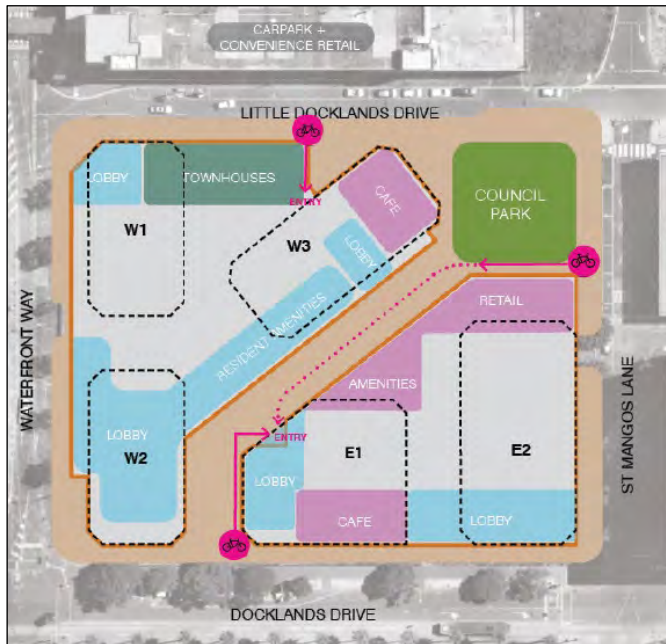 CARPARK +
CONVENIENCE RETAIL
LITTLE DOCKLANDS DRIVE
LOBBY
TOWNHOUSES
ENTRY
CAFE
COUNCIL
PARK
W1
W3
LOBBY
RETAIL
RESIDENT AMENITIES
WATERFRONT WAY
ST MANGOS LANE
AMENITIES
LOBBY
W2
ENTRY
E1
E2
LOBBY
CAFE
LOBBY
DOCKLANDS DRIVE